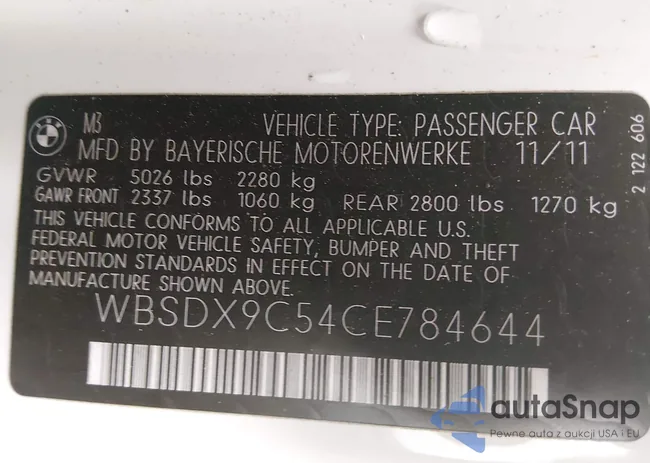 M3 VEHICLE TYPE: PASSENGER CAR
MFD BY BAYERISCHE MOTORENWERKE 11/11
GVWR 5026 lbs 2280 kg
GAWR FRONT 2337 lbs 1060 kg REAR 2800 lbs 1270 kg
THIS VEHICLE CONFORMS TO ALL APPLICABLE U.S.
FEDERAL MOTOR VEHICLE SAFETY, BUMPER AND THEFT
PREVENTION STANDARDS IN EFFECT ON THE DATE OF
MANUFACTURE SHOWN ABOVE.
WBSDX9C54CE784644
2 122 606
BMW
autaSnap
Pewne auta z aukcji USA i EU